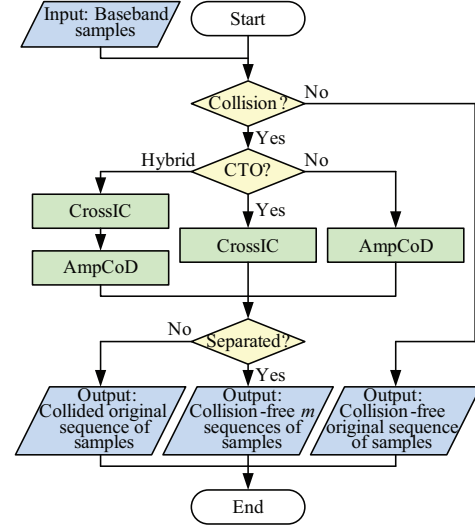 Input: Baseband
samples
Start
Collision?
No
Yes
Hybrid
CTO?
No
Yes
CrossIC
AmpCoD
CrossIC
AmpCoD
Separated?
No
Yes
Output:
Collided original
sequence of
samples
Output:
Collision-free m
sequences of
samples
Output:
Collision-free
original sequence
of samples
End